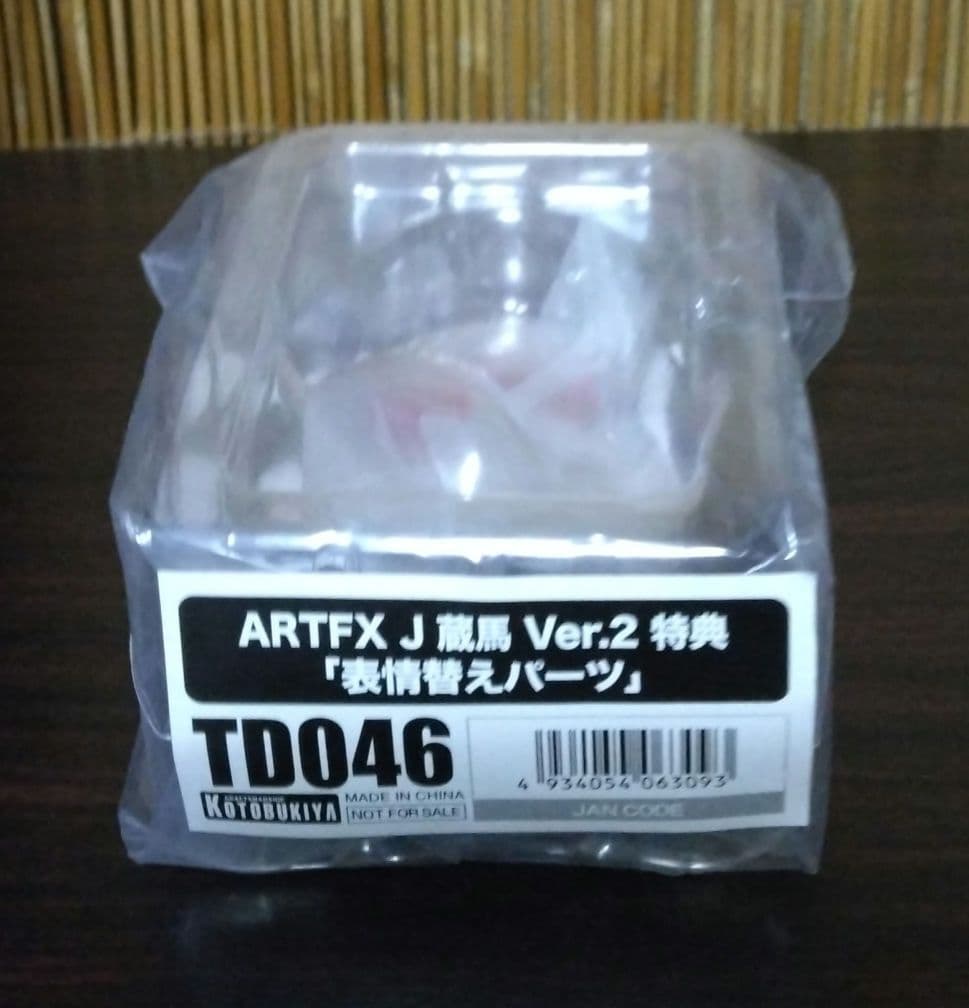 ARTFX J 蔵馬 Ver.2 特典
「表情替えパーツ」
TD046
4 934054 063093
MADE IN CHINA
KOTOBUKIYA
NOT FOR SALE
JAN CODE